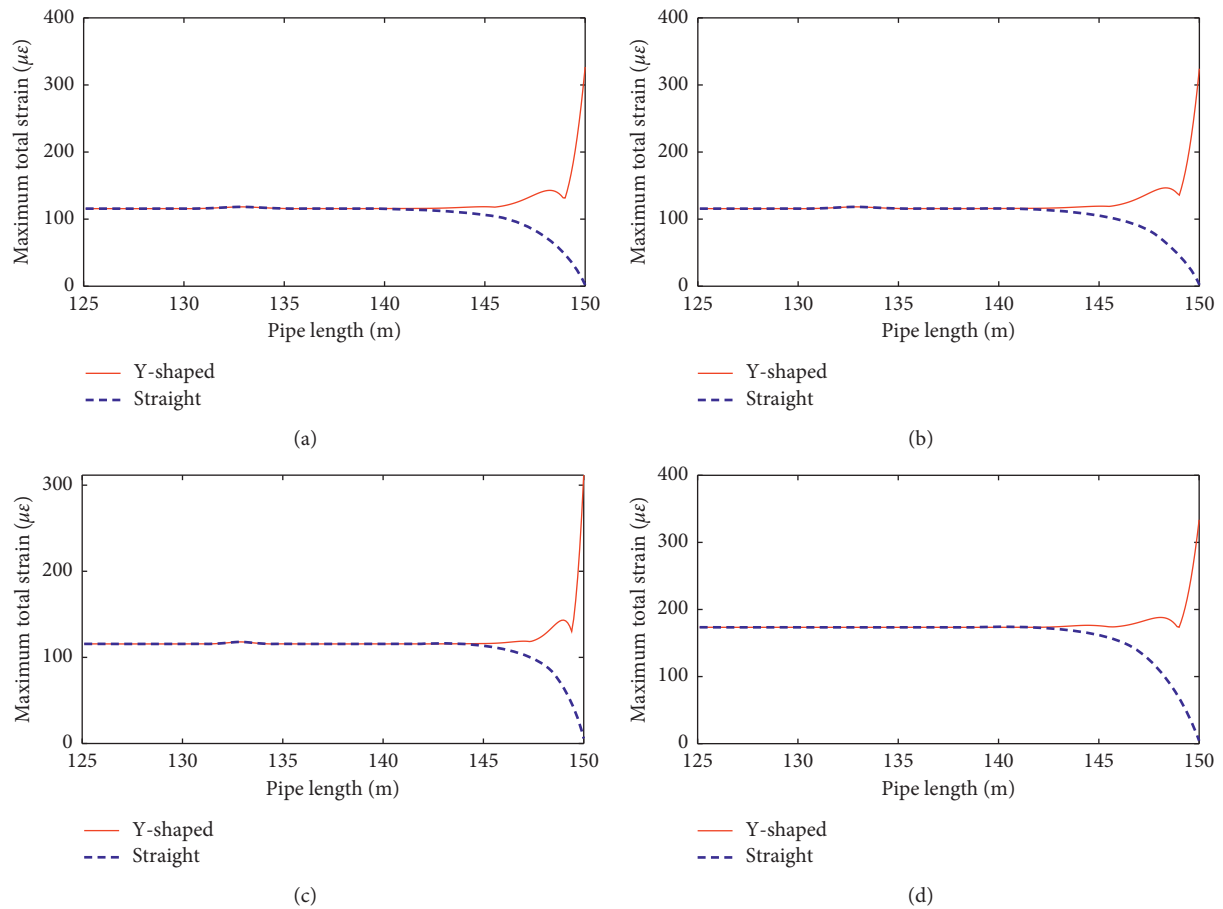 Maximum total strain (με)
400
300
200
100
0
125 130 135 140 145 150
Pipe length (m)
Y-shaped
Straight
(a)
Maximum total strain (με)
400
300
200
100
0
125 130 135 140 145 150
Pipe length (m)
Y-shaped
Straight
(b)
Maximum total strain (με)
300
200
100
0
125 130 135 140 145 150
Pipe length (m)
Y-shaped
Straight
(c)
Maximum total strain (με)
400
300
200
100
0
125 130 135 140 145 150
Pipe length (m)
Y-shaped
Straight
(d)